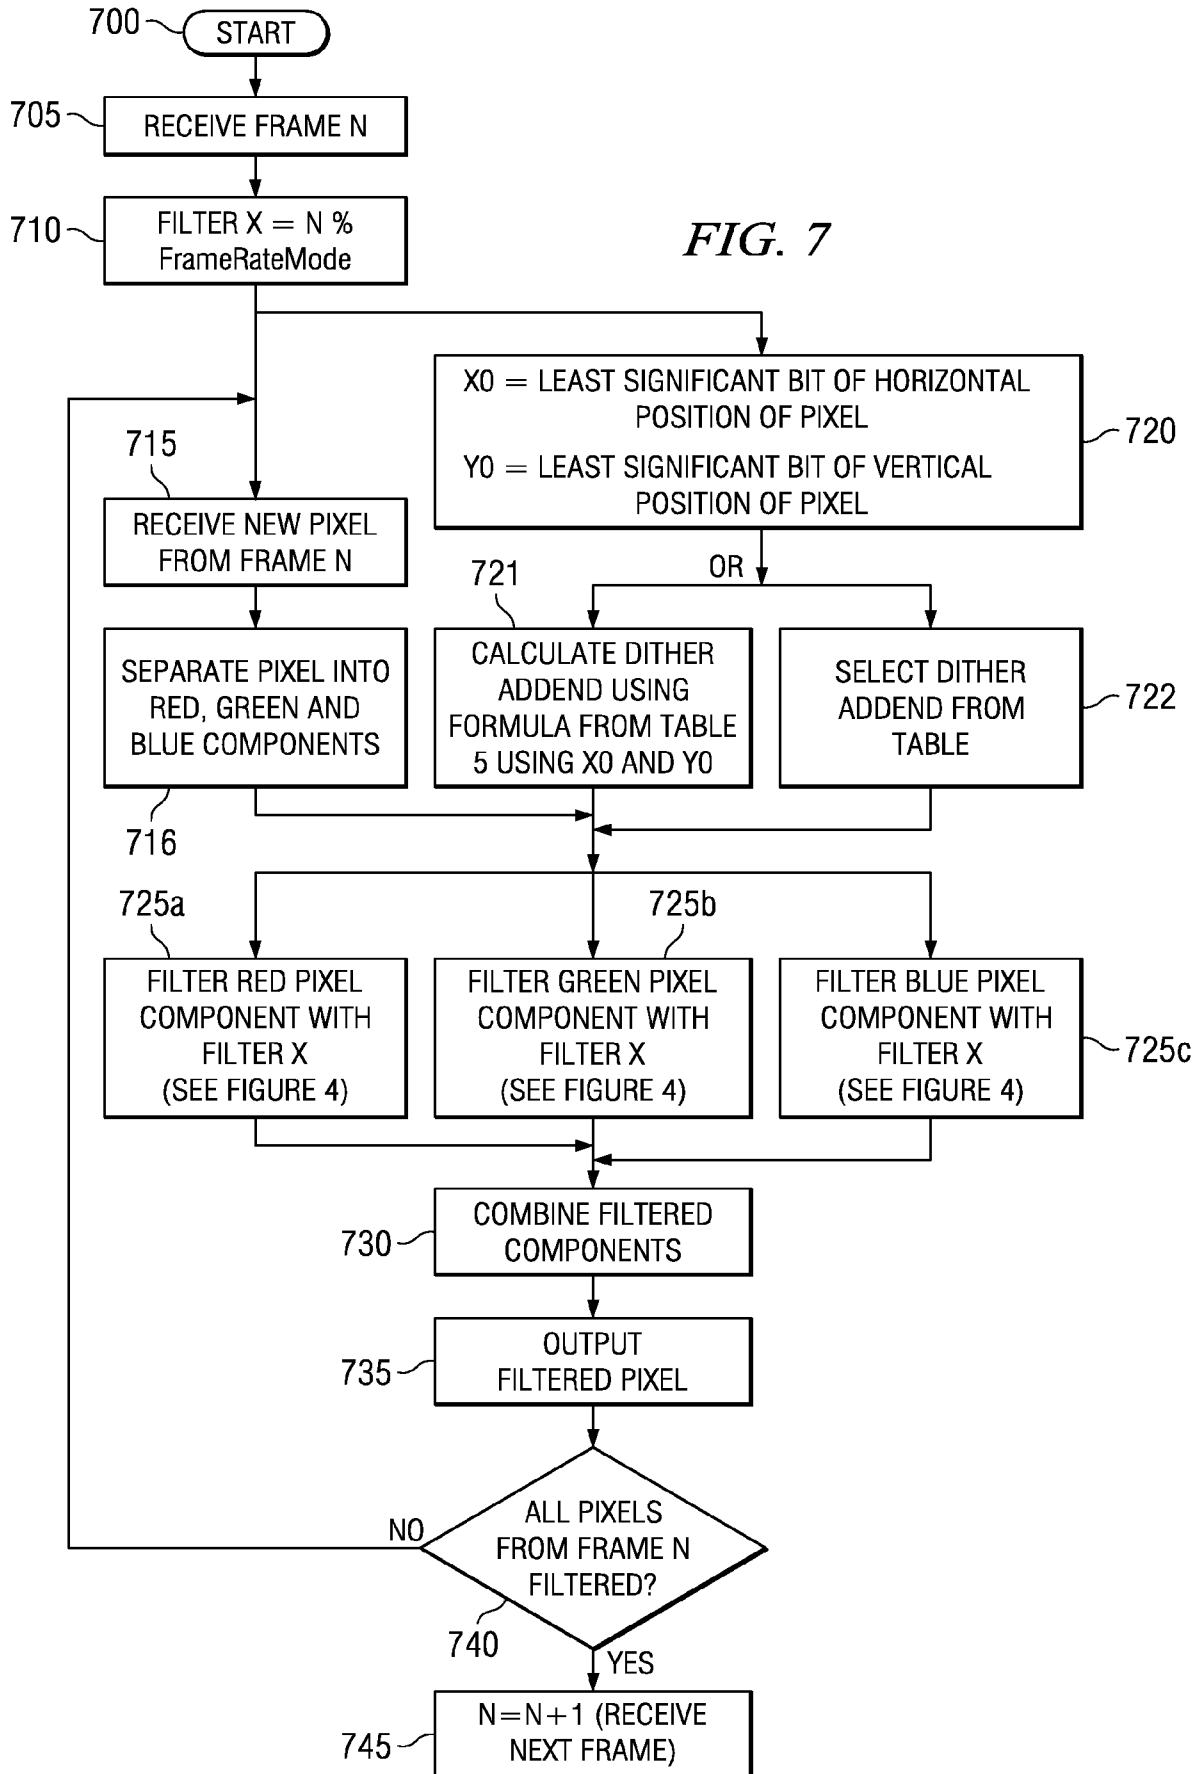 700
START
705
RECEIVE FRAME N
710
FILTER X = N %
FrameRateMode
FIG. 7
X0 = LEAST SIGNIFICANT BIT OF HORIZONTAL
POSITION OF PIXEL
Y0 = LEAST SIGNIFICANT BIT OF VERTICAL
POSITION OF PIXEL
720
715
RECEIVE NEW PIXEL
FROM FRAME N
OR
721
SEPARATE PIXEL INTO
RED, GREEN AND
BLUE COMPONENTS
716
CALCULATE DITHER
ADDEND USING
FORMULA FROM TABLE
5 USING X0 AND Y0
SELECT DITHER
ADDEND FROM
TABLE
722
725a
FILTER RED PIXEL
COMPONENT WITH
FILTER X
(SEE FIGURE 4)
725b
FILTER GREEN PIXEL
COMPONENT WITH
FILTER X
(SEE FIGURE 4)
FILTER BLUE PIXEL
COMPONENT WITH
FILTER X
(SEE FIGURE 4)
725c
730
COMBINE FILTERED
COMPONENTS
735
OUTPUT
FILTERED PIXEL
NO
ALL PIXELS
FROM FRAME N
FILTERED?
740
YES
745
N=N+1 (RECEIVE
NEXT FRAME)